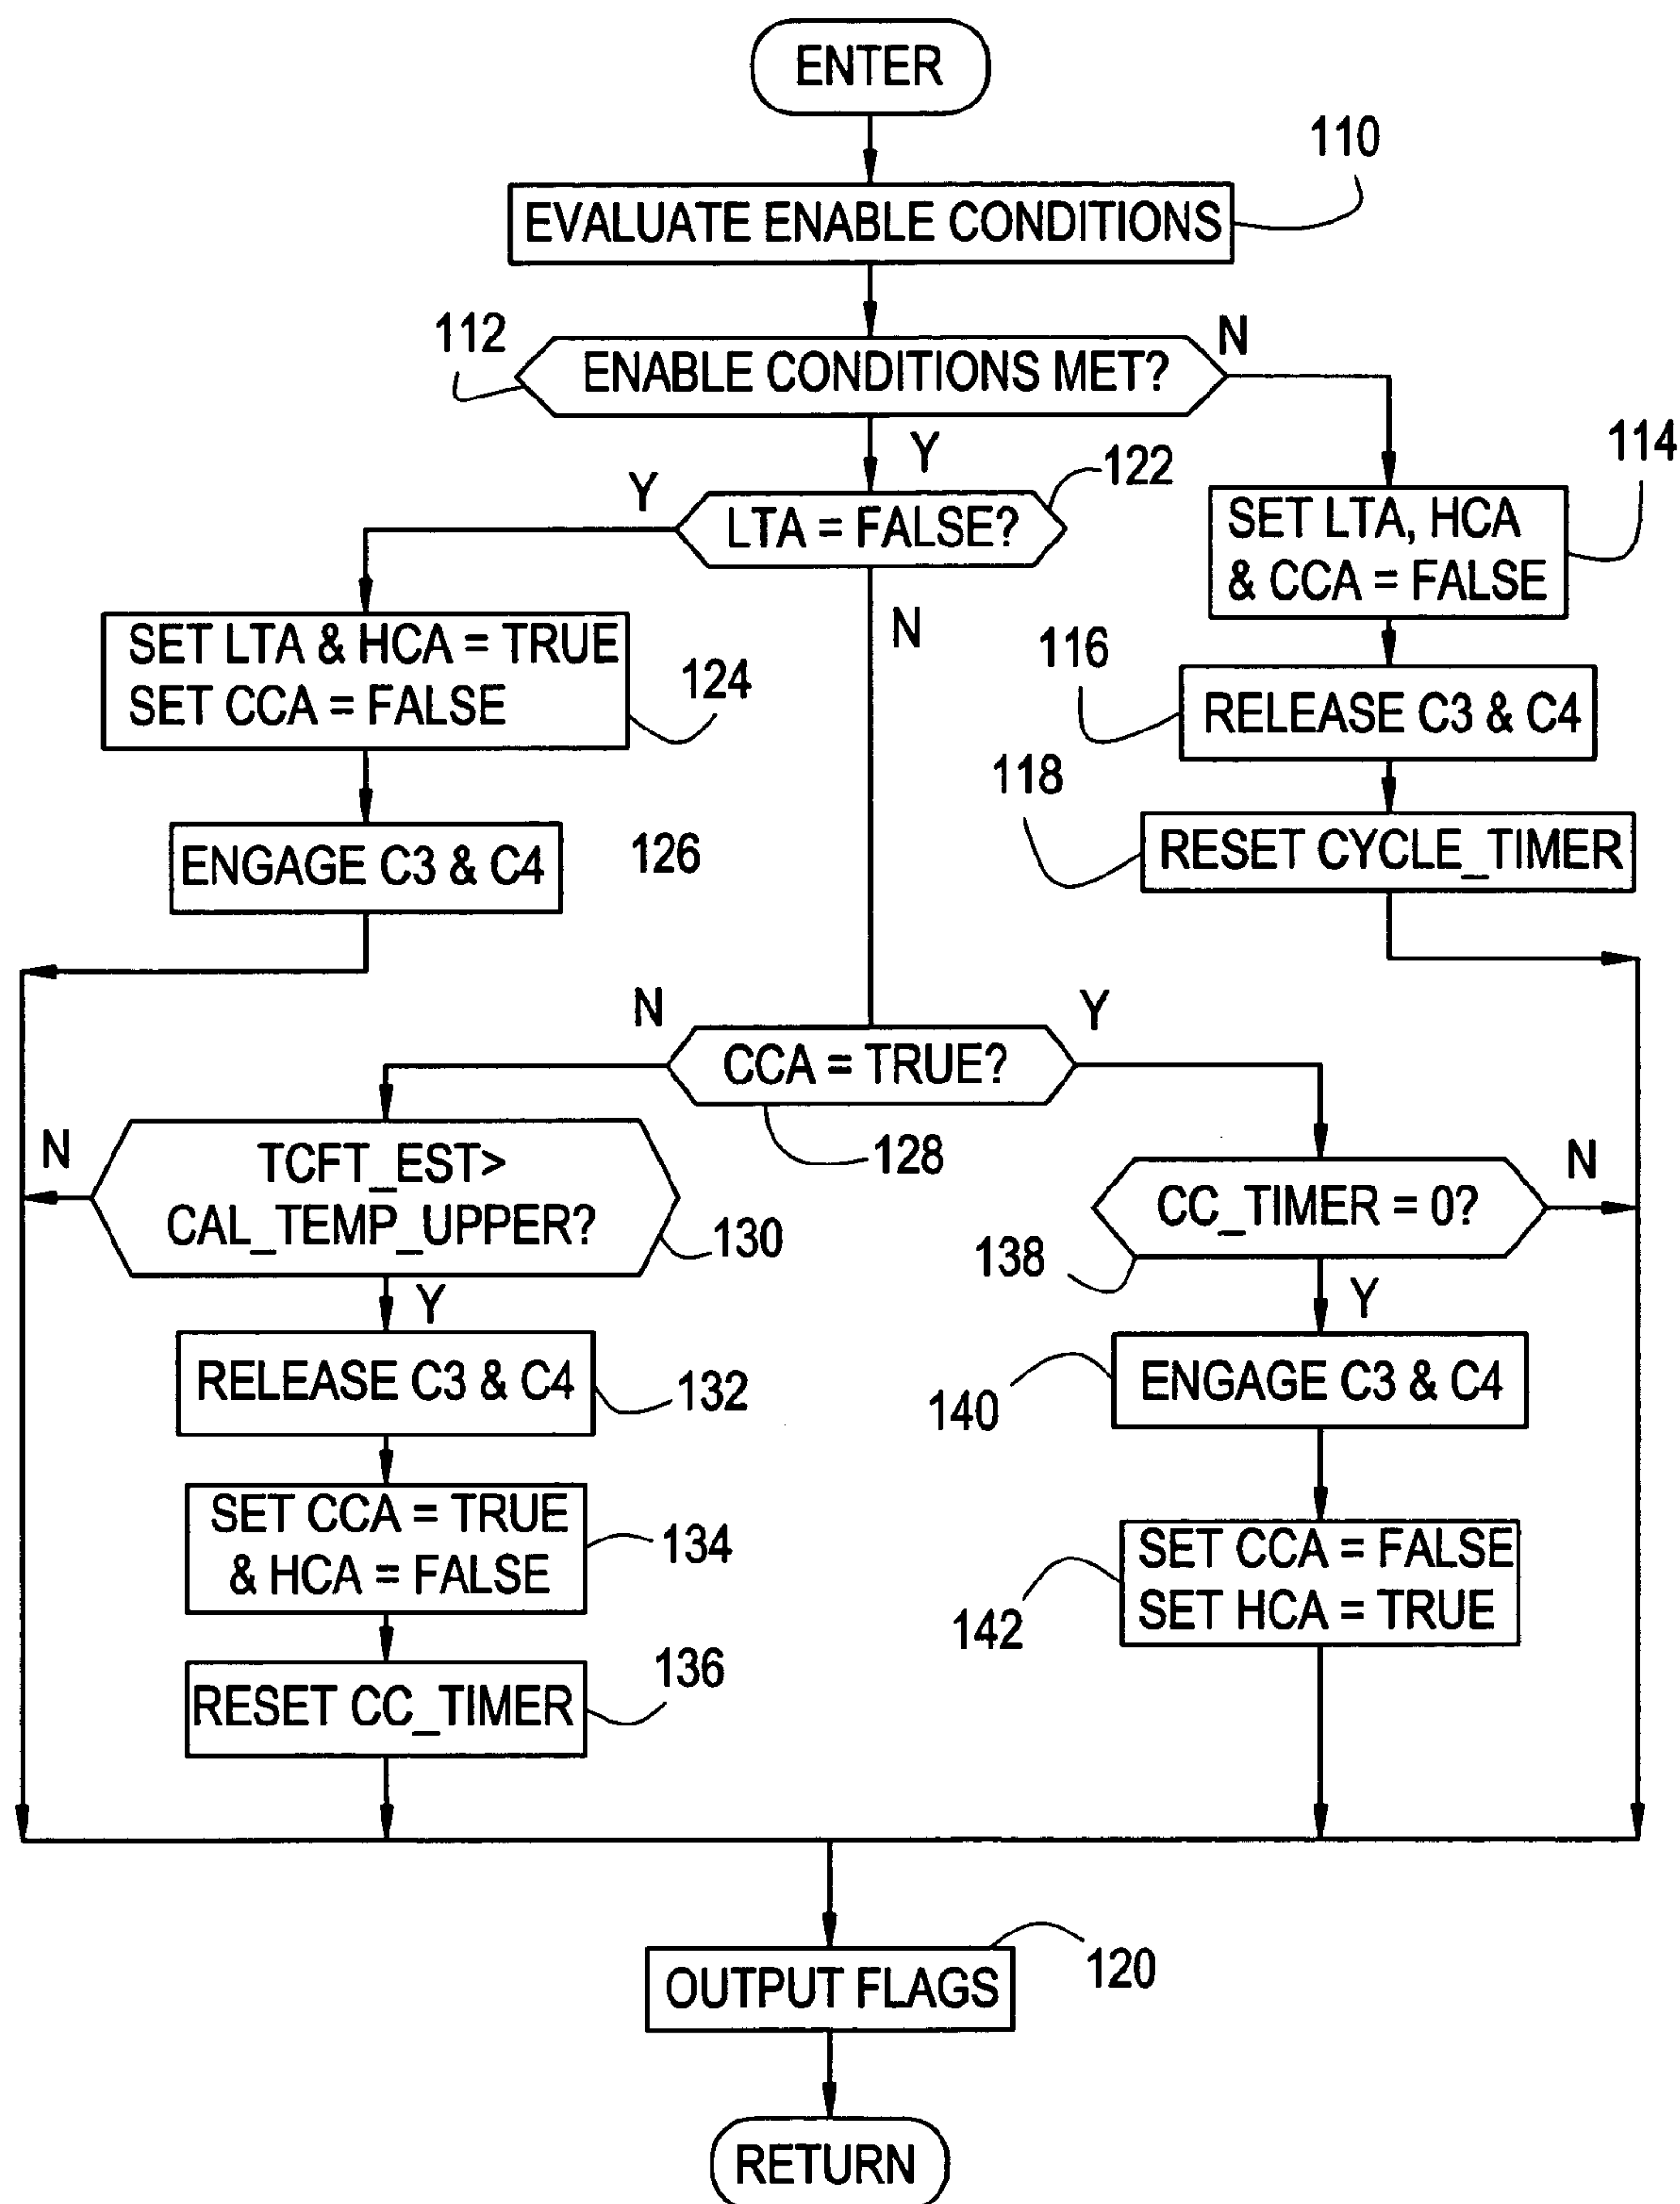 ENTER
110
EVALUATE ENABLE CONDITIONS
112
ENABLE CONDITIONS MET?
N
Y
114
122
Y
LTA = FALSE?
SET LTA, HCA
& CCA = FALSE
N
SET LTA & HCA = TRUE
SET CCA = FALSE
124
116
RELEASE C3 & C4
118
RESET CYCLE_TIMER
ENGAGE C3 & C4
126
N
Y
CCA = TRUE?
128
N
TCFT_EST>
CAL_TEMP_UPPER?
130
Y
CC_TIMER = 0?
N
138
Y
RELEASE C3 & C4
132
ENGAGE C3 & C4
140
SET CCA = TRUE
& HCA = FALSE
134
SET CCA = FALSE
SET HCA = TRUE
142
RESET CC_TIMER
136
OUTPUT FLAGS
120
RETURN